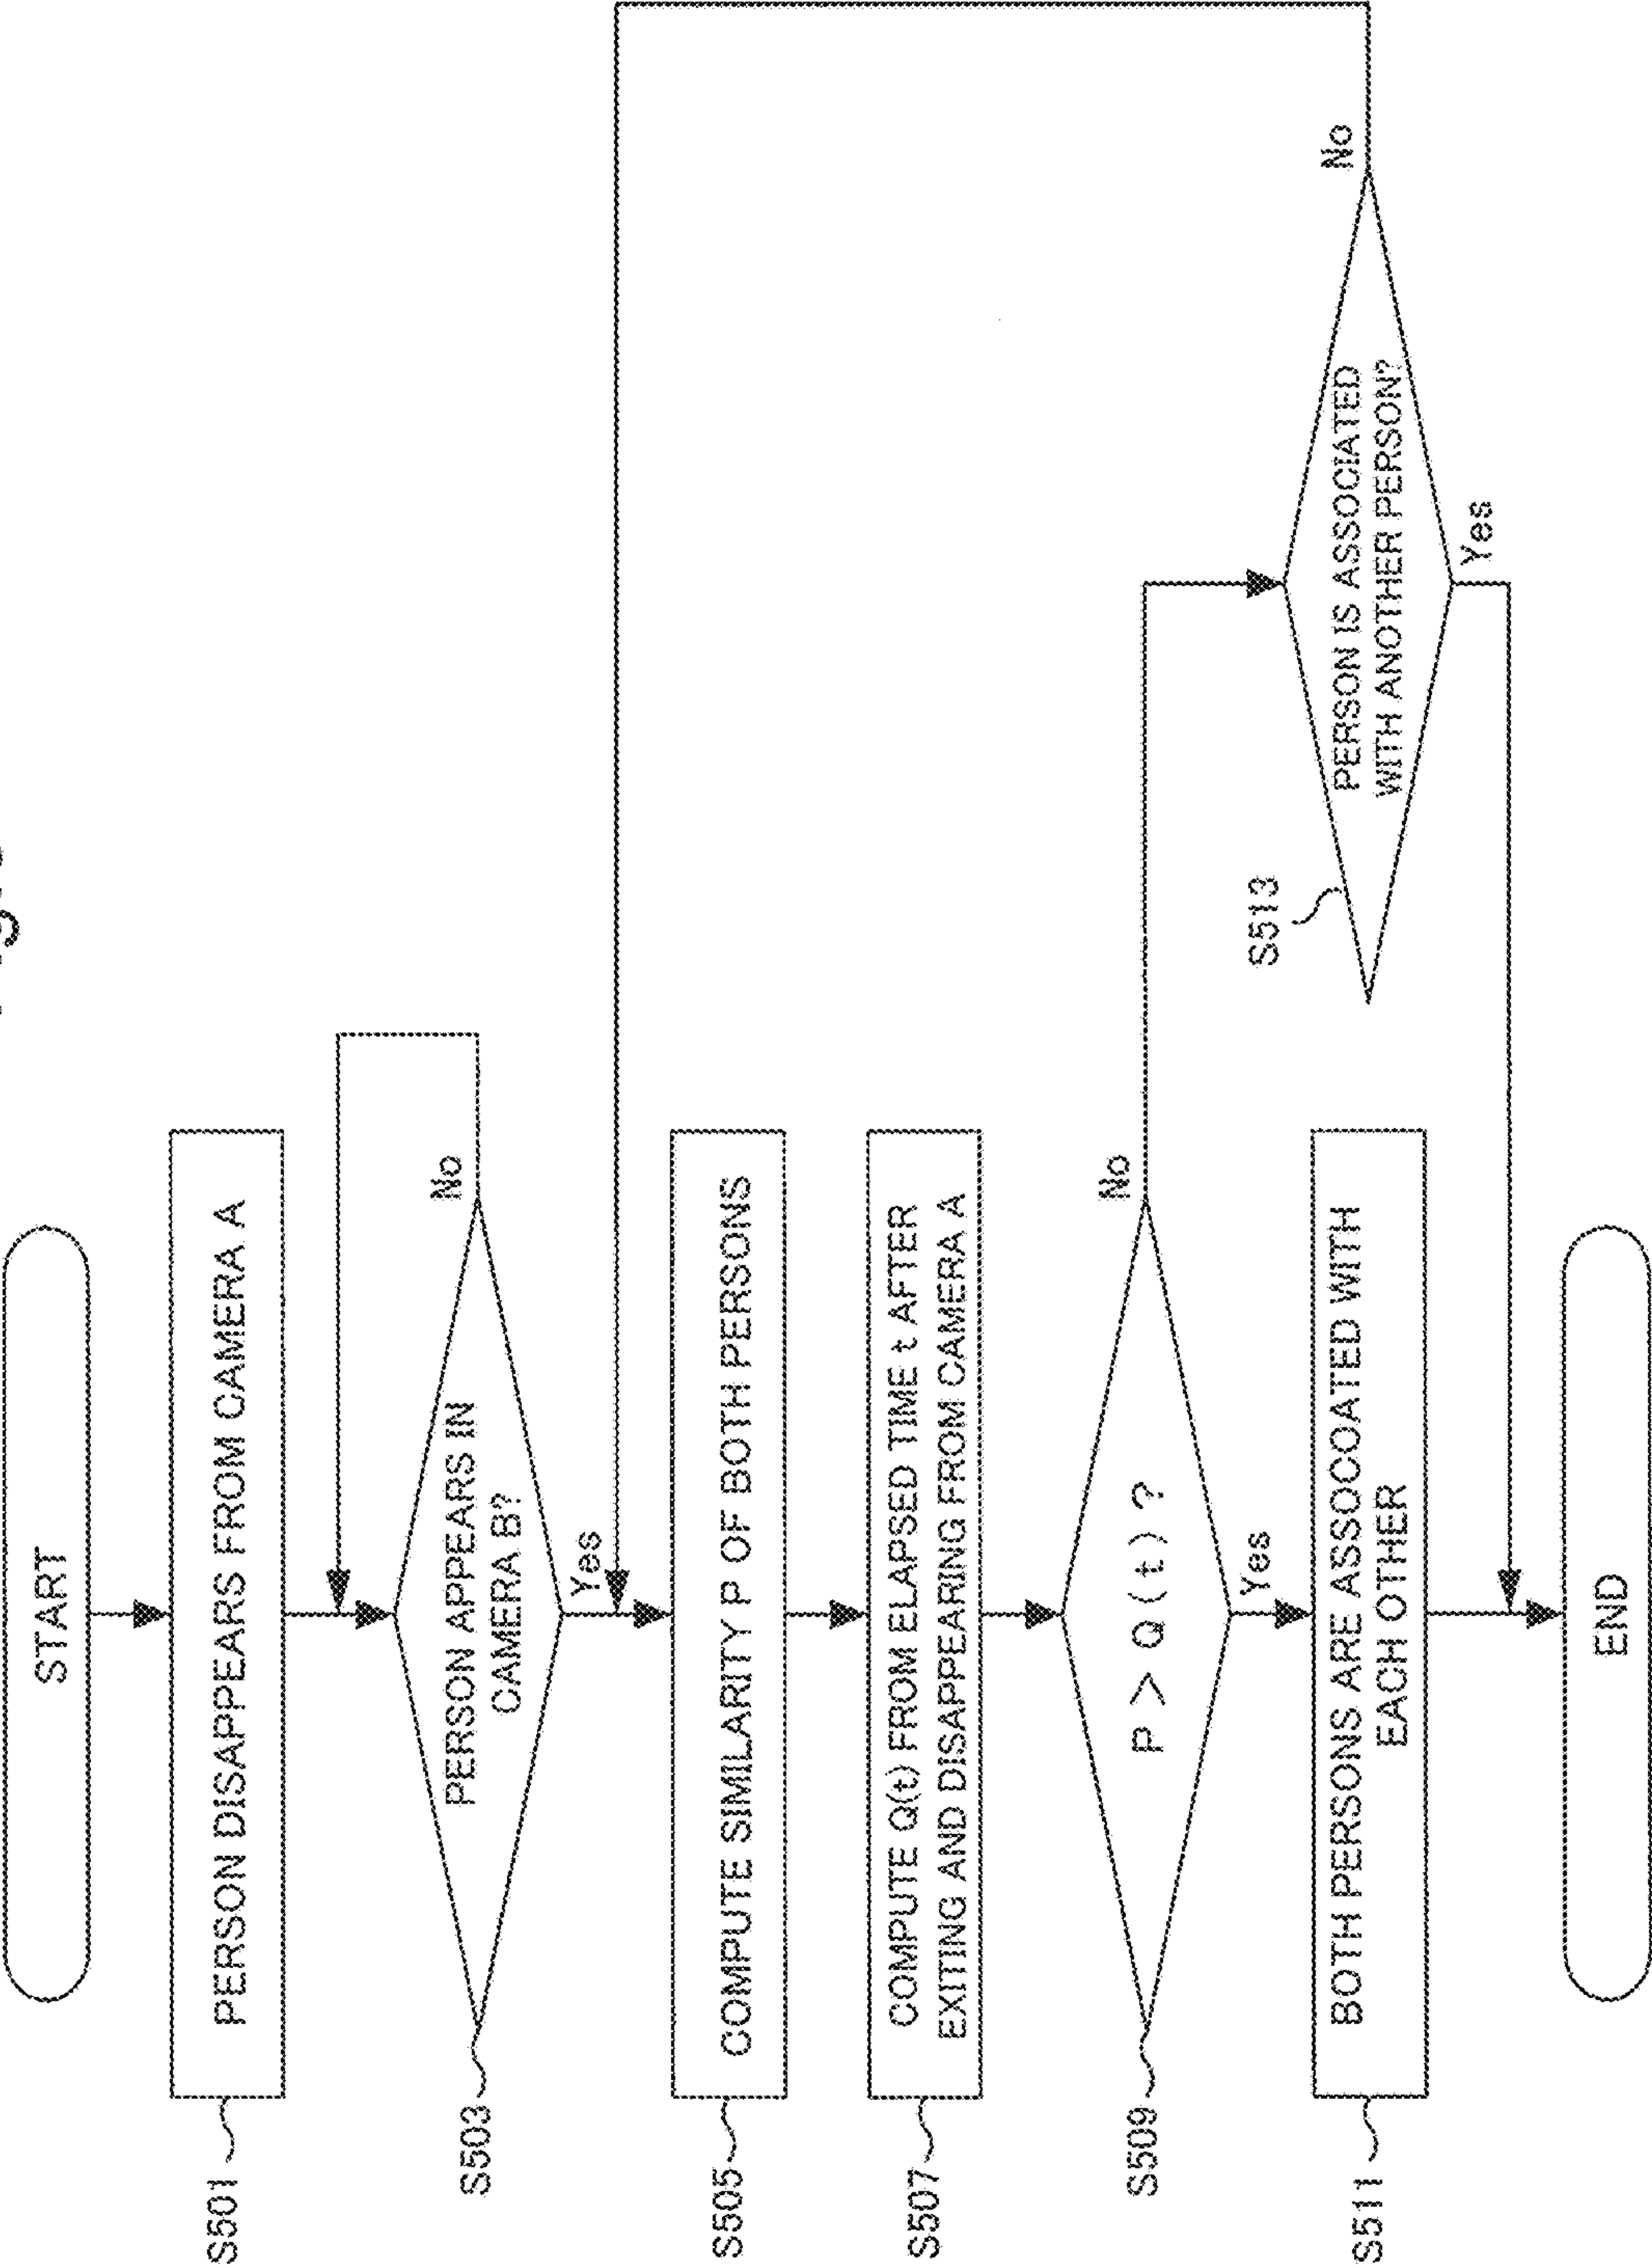 START
S501
PERSON DISAPPEARS FROM CAMERA A
S503
PERSON APPEARS IN
CAMERA B?
No
Yes
S505
COMPUTE SIMILARITY P OF BOTH PERSONS
S507
COMPUTE Q(t) FROM ELAPSED TIME t AFTER
EXITING AND DISAPPEARING FROM CAMERA A
S509
P > Q(t)?
No
Yes
S513
PERSON IS ASSOCIATED
WITH ANOTHER PERSON?
No
Yes
S511
BOTH PERSONS ARE ASSOCOATED WITH
EACH OTHER
END